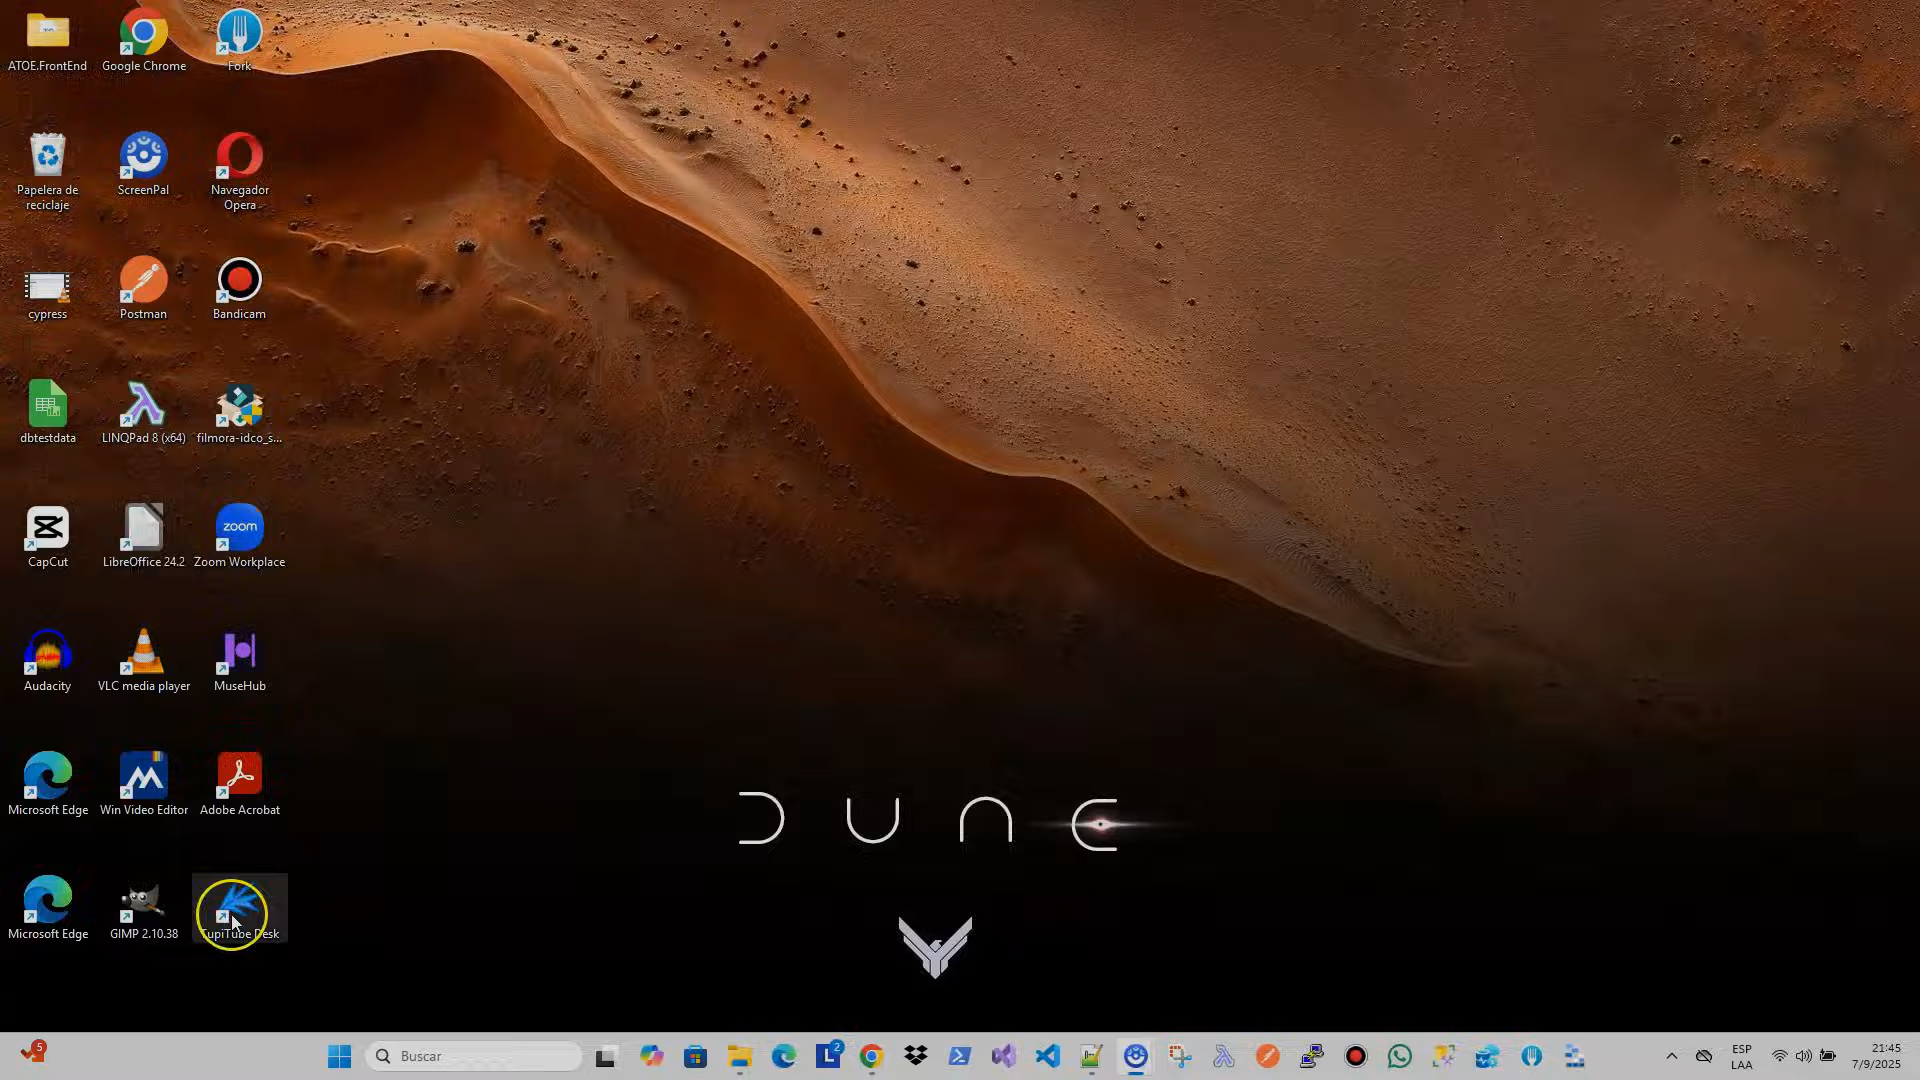 ATOE.FrontEnd
Google Chrome
Fork
Papelera de
reciclaje
ScreenPal
Navegador
Opera
cypress
Postman
Bandicam
dbtestdata
LINQPad 8 (x64)
filmora-idco_s...
CapCut
LibreOffice 24.2
zoom
Zoom Workplace
Audacity
VLC media player
MuseHub
Microsoft Edge
Win Video Editor
Adobe Acrobat
Microsoft Edge
GIMP 2.10.38
TupiTube Desk
DUNE
5
Buscar
L
2
ESP
LAA
21:45
7/9/2025